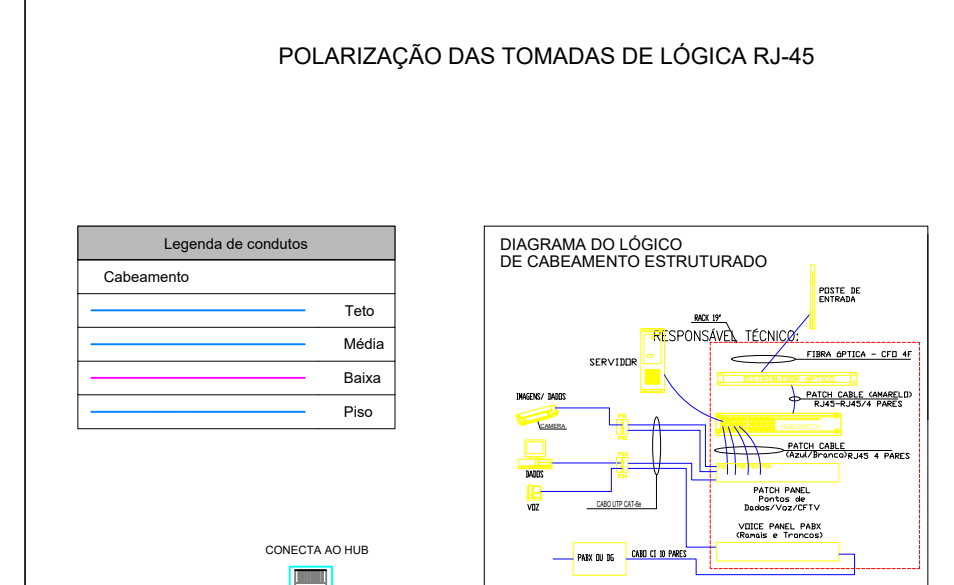 POLARIZAÇÃO DAS TOMADAS DE LÓGICA RJ-45
Legenda de condutos
Cabeamento
Teto
Média
Baixa
Piso
CONECTA AO HUB
DIAGRAMA DO LÓGICO
DE CABEAMENTO ESTRUTURADO
POSTE DE
ENTRADA
RACK 19"
RESPONSÁVEL TÉCNICO:
FIBRA óPTICA - CFO 4F
SERVIDOR
DISTRIBUIDOR OPTICO
PATCH CABLE (AMARELO)
RJ45-RJ45/4 PARES
IMAGENS/ DADOS
CAMERA
PATCH CABLE
(Azul/Branco)RJ45 4 PARES
DADOS
VOZ
CABO UTP CAT-6e
PATCH PANEL
Pontos de
Dados/Voz/CFTV
VOICE PANEL PABX
(Ramais e Troncos)
PABX OU DG
CABO CI 10 PARES